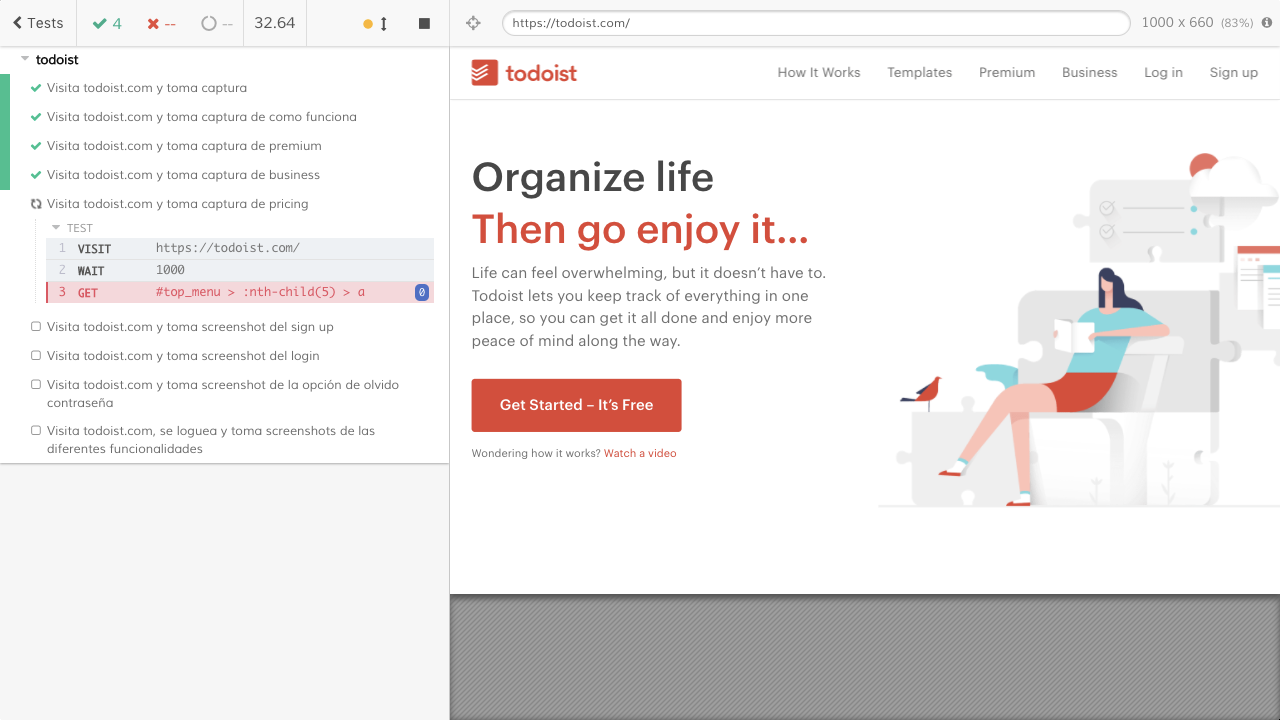 Tests 4 -- -- 32.64
https://todoist.com/ 1000 x 660 (83%)
todoist
Visita todoist.com y toma captura
Visita todoist.com y toma captura de como funciona
Visita todoist.com y toma captura de premium
Visita todoist.com y toma captura de business
Visita todoist.com y toma captura de pricing
TEST
1 VISIT https://todoist.com/
2 WAIT 1000
3 GET #top_menu > :nth-child(5) > a 0
Visita todoist.com y toma screenshot del sign up
Visita todoist.com y toma screenshot del login
Visita todoist.com y toma screenshot de la opción de olvido
contraseña
Visita todoist.com, se loguea y toma screenshots de las
diferentes funcionalidades
todoist How It Works Templates Premium Business Log in Sign up
Organize life
Then go enjoy it...
Life can feel overwhelming, but it doesn’t have to.
Todoist lets you keep track of everything in one
place, so you can get it all done and enjoy more
peace of mind along the way.
Get Started – It’s Free
Wondering how it works? Watch a video